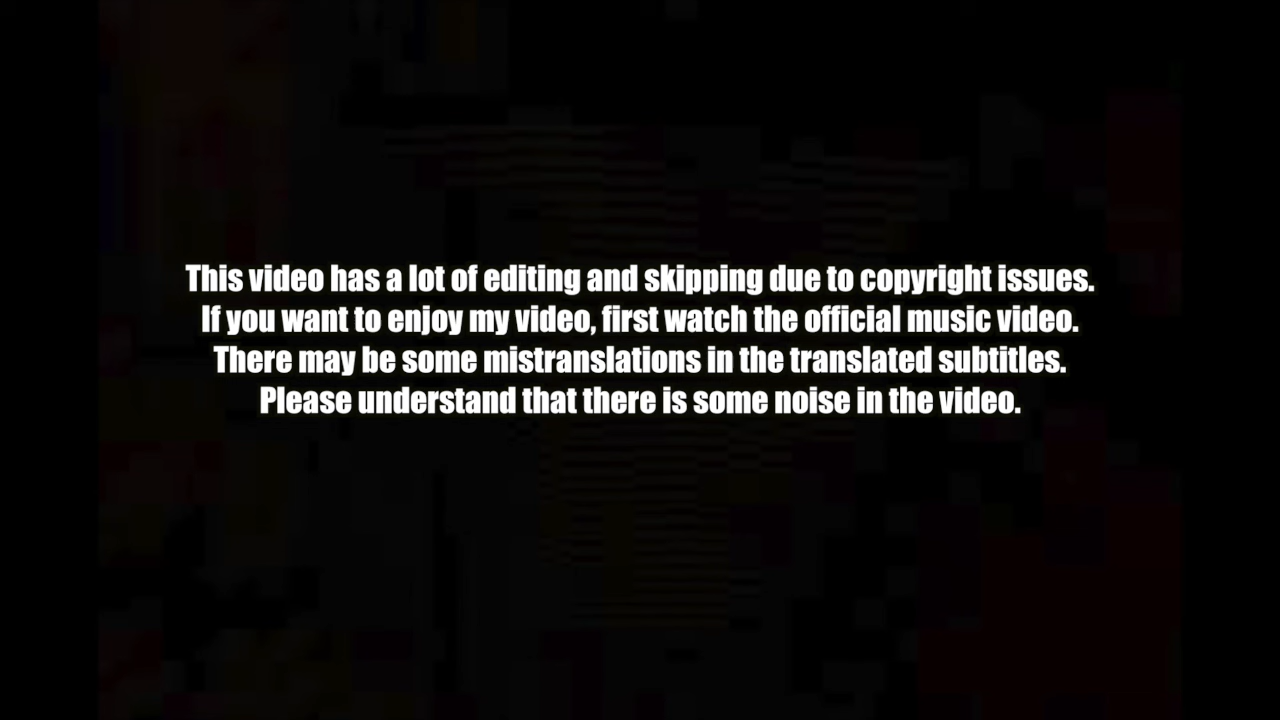 This video has a lot of editing and skipping due to copyright issues.
If you want to enjoy my video, first watch the official music video.
There may be some mistranslations in the translated subtitles.
Please understand that there is some noise in the video.